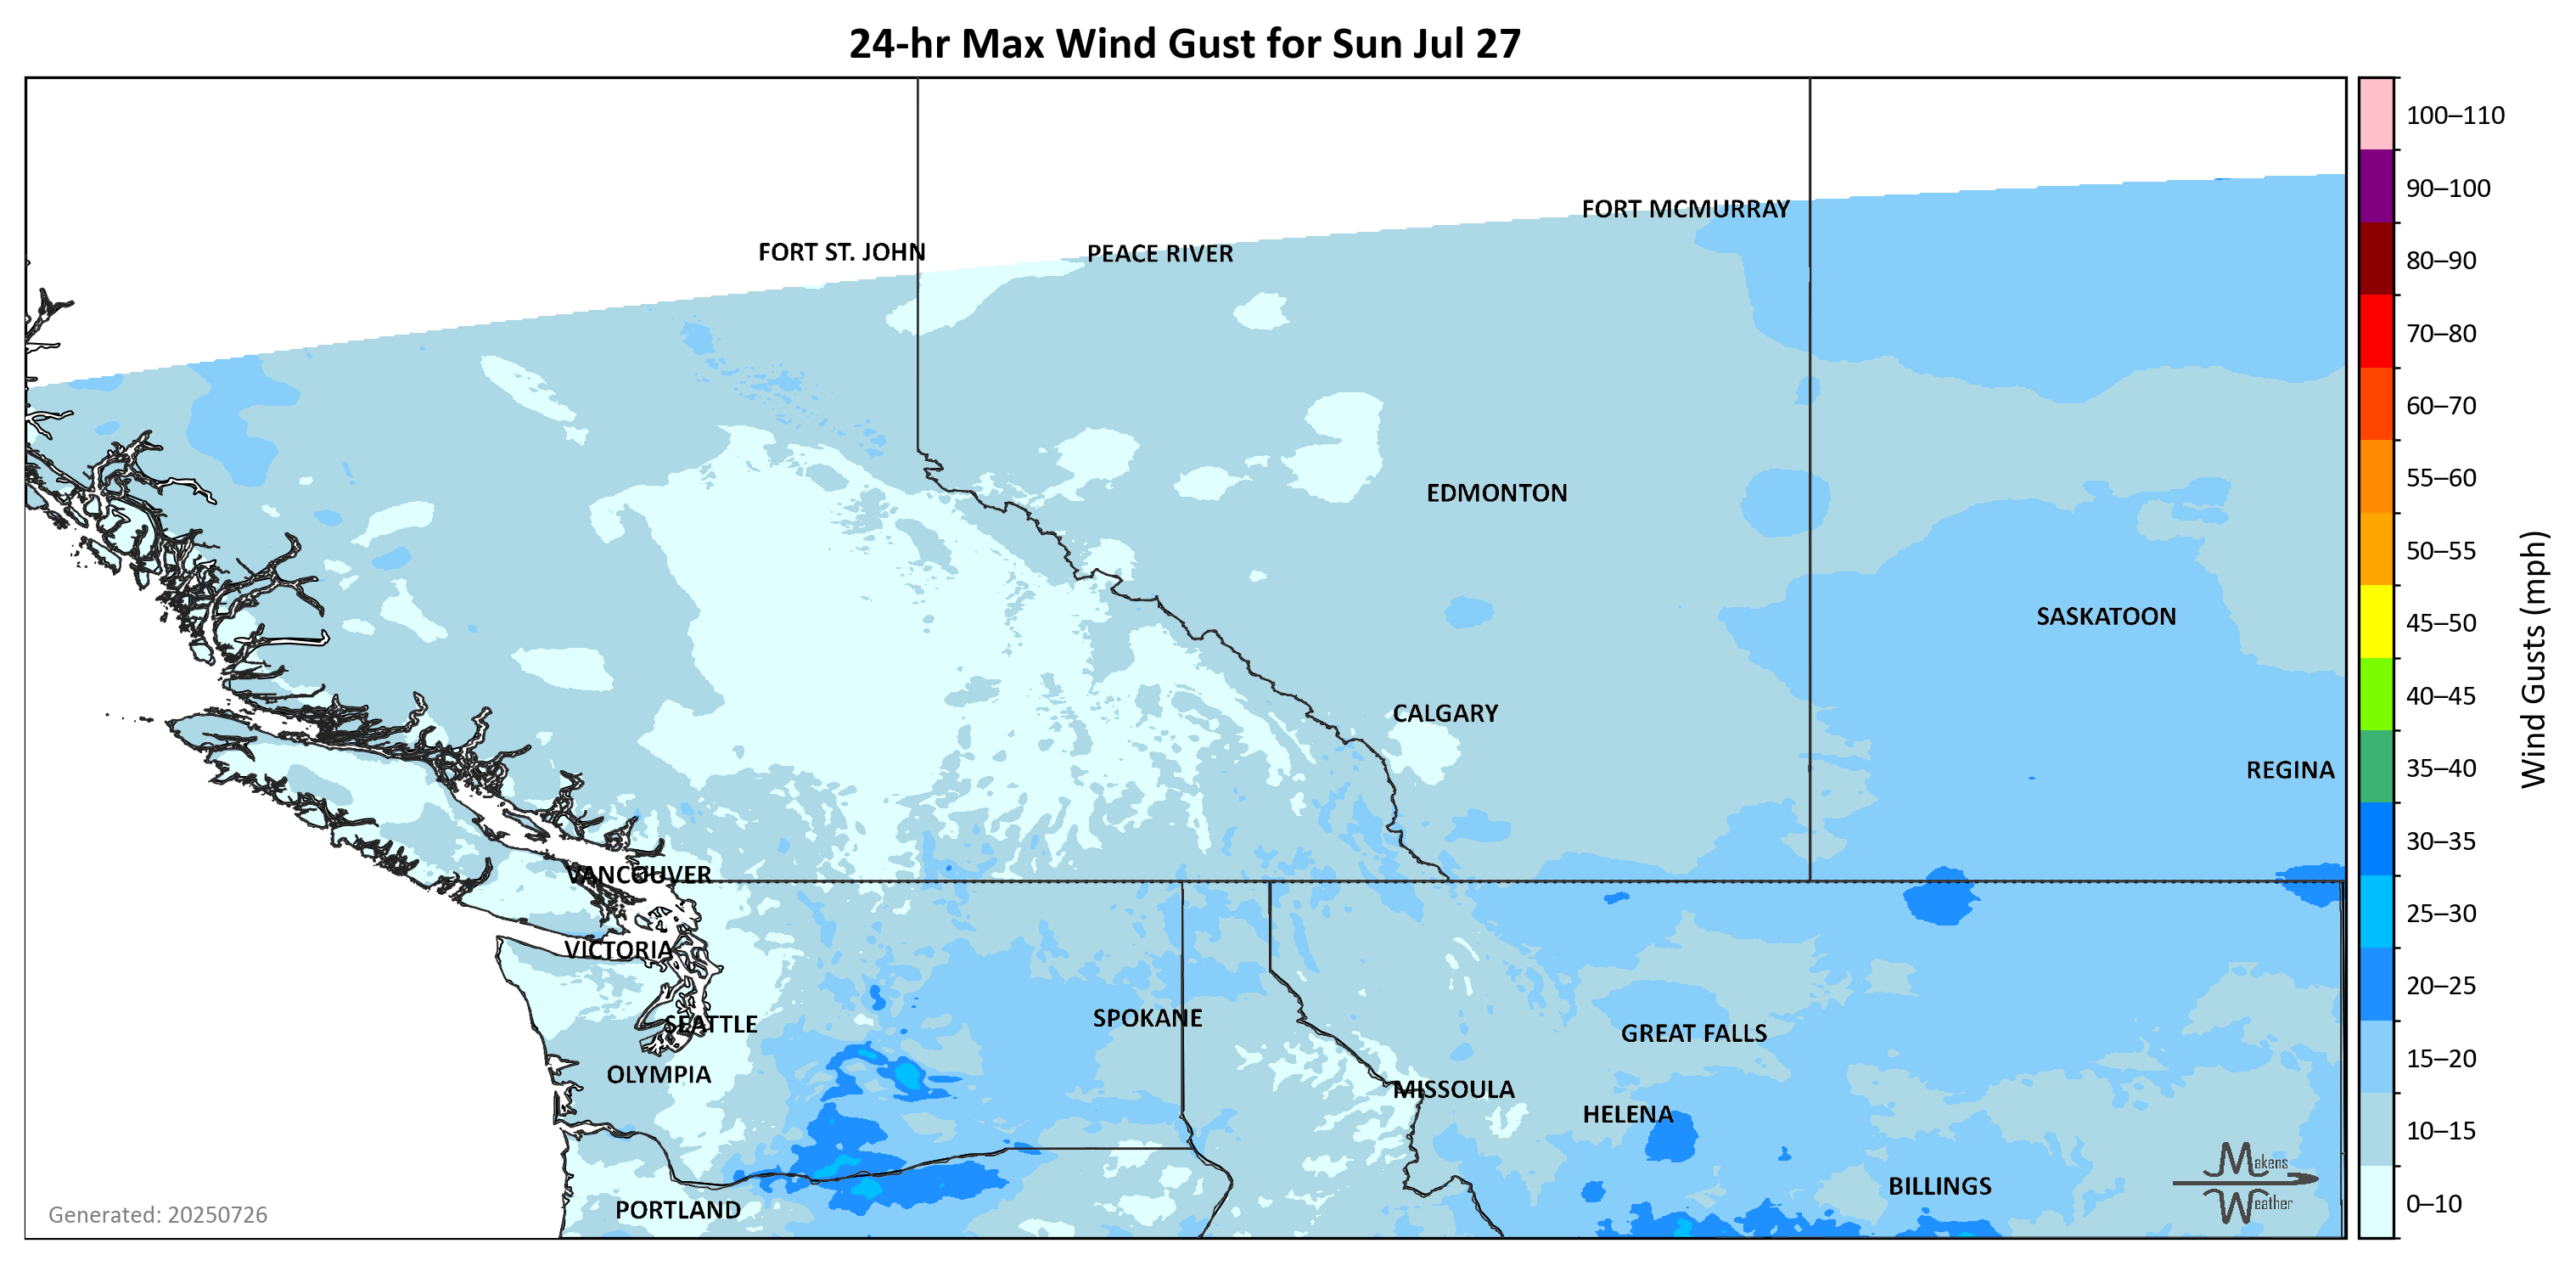 24-hr Max Wind Gust for Sun Jul 27
FORT MCMURRAY
FORT ST. JOHN
PEACE RIVER
EDMONTON
SASKATOON
CALGARY
REGINA
VANCOUVER
VICTORIA
SPOKANE
SEATTLE
GREAT FALLS
OLYMPIA
MISSOULA
HELENA
BILLINGS
PORTLAND
Makens
Weather
Generated: 20250726
100–110
90–100
80–90
70–80
60–70
55–60
50–55
45–50
40–45
35–40
30–35
25–30
20–25
15–20
10–15
0–10
Wind Gusts (mph)